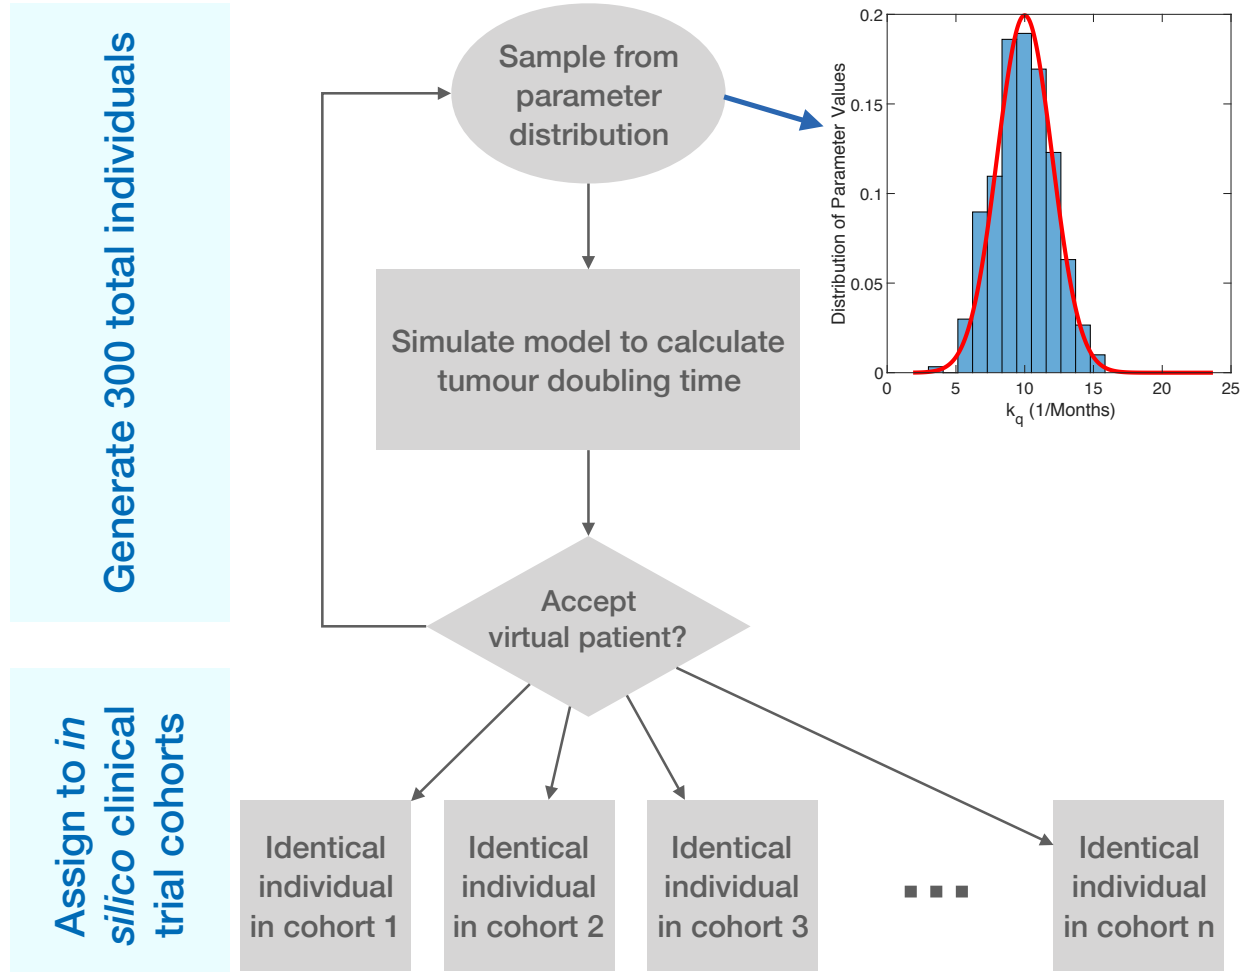 Generate 300 total individuals
Sample from
parameter
distribution
Distribution of Parameter Values
0.2
0.15
0.1
0.05
0
0
5
10
15
20
25
k_q (1/Months)
Simulate model to calculate
tumour doubling time
Accept
virtual patient?
Assign to in
silico clinical
trial cohorts
Identical
individual
in cohort 1
Identical
individual
in cohort 2
Identical
individual
in cohort 3
Identical
individual
in cohort n